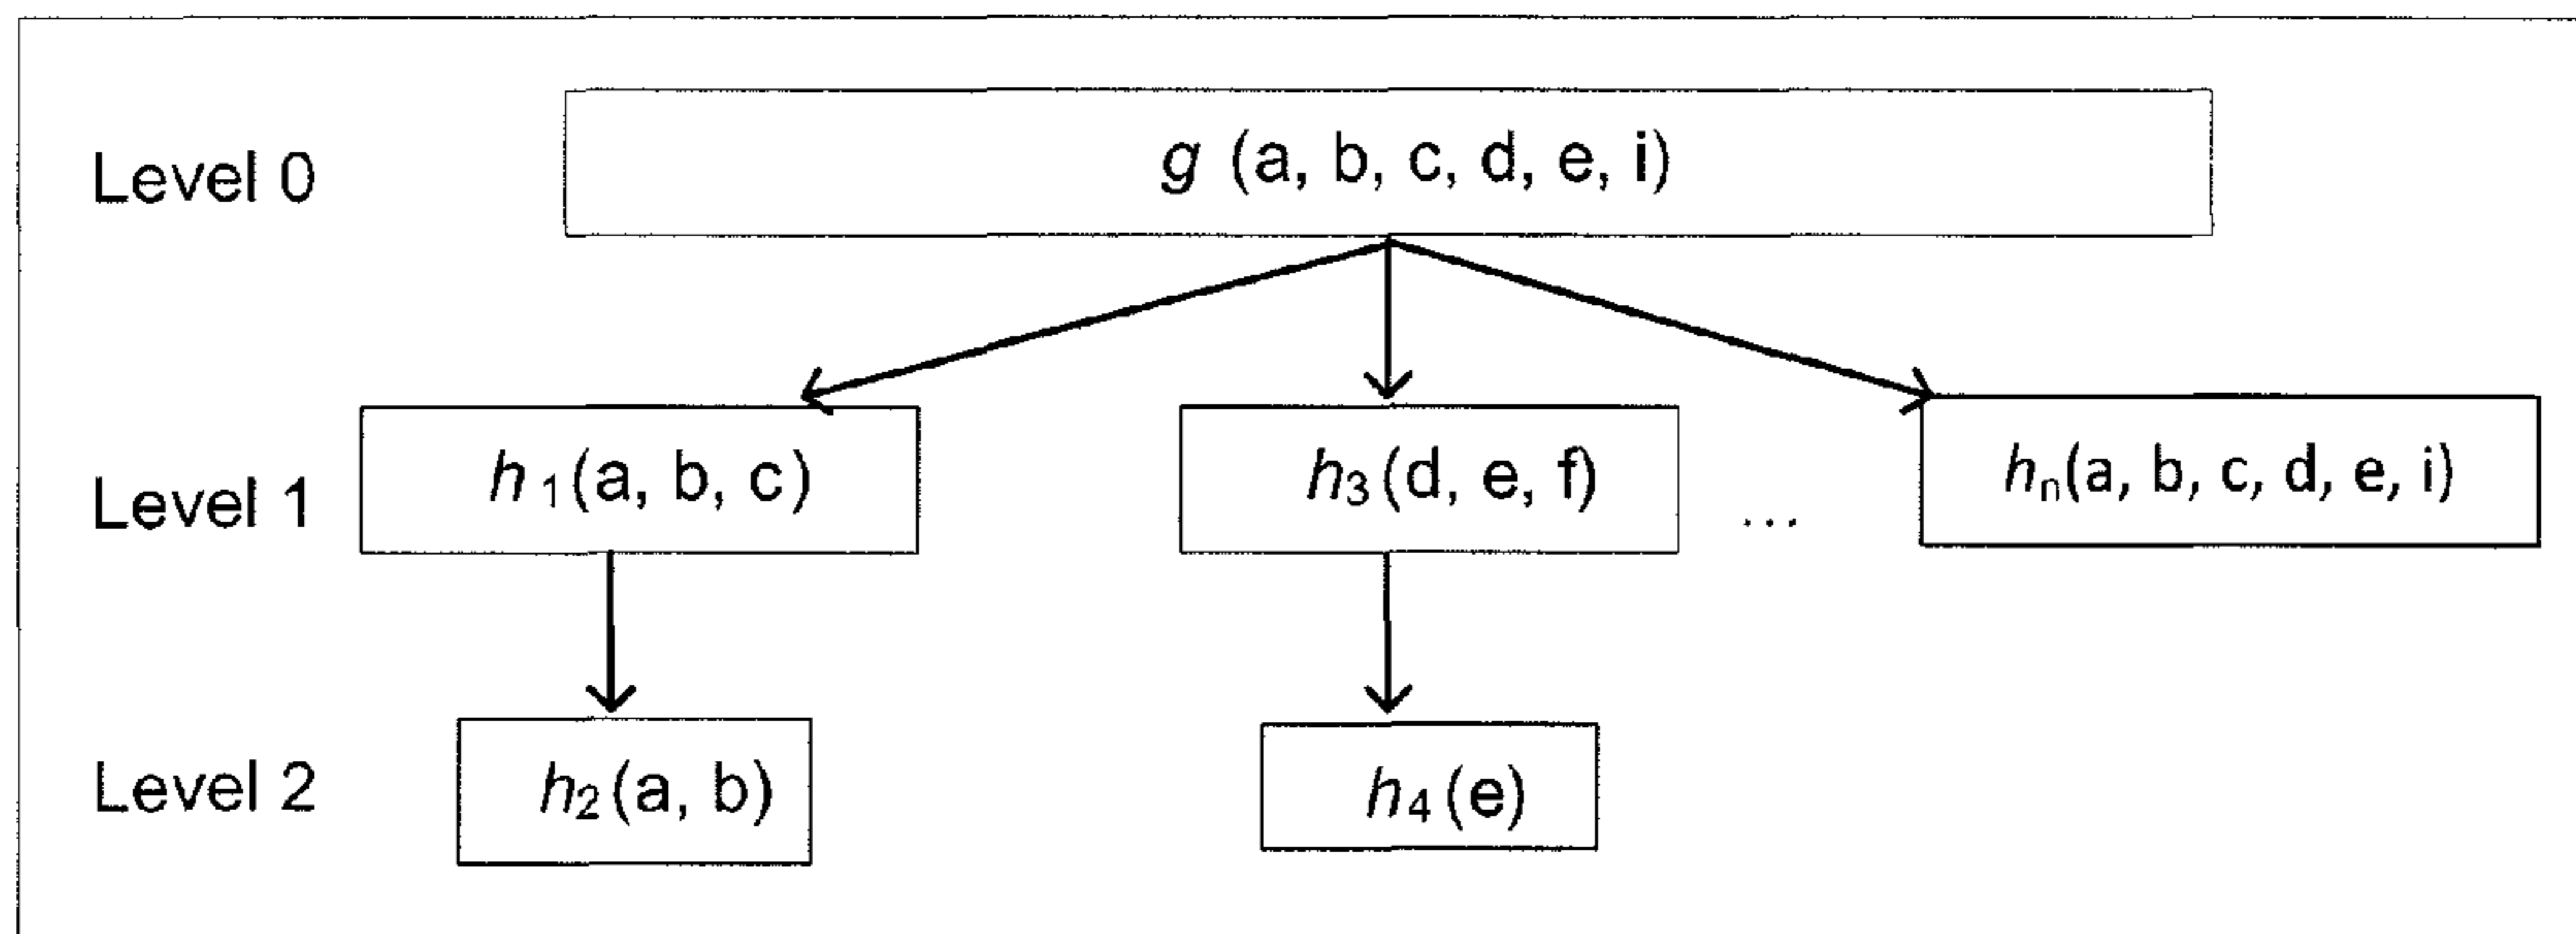 Level 0
g (a, b, c, d, e, i)
Level 1
h1(a, b, c)
h3(d, e, f)
...
hn(a, b, c, d, e, i)
Level 2
h2(a, b)
h4(e)